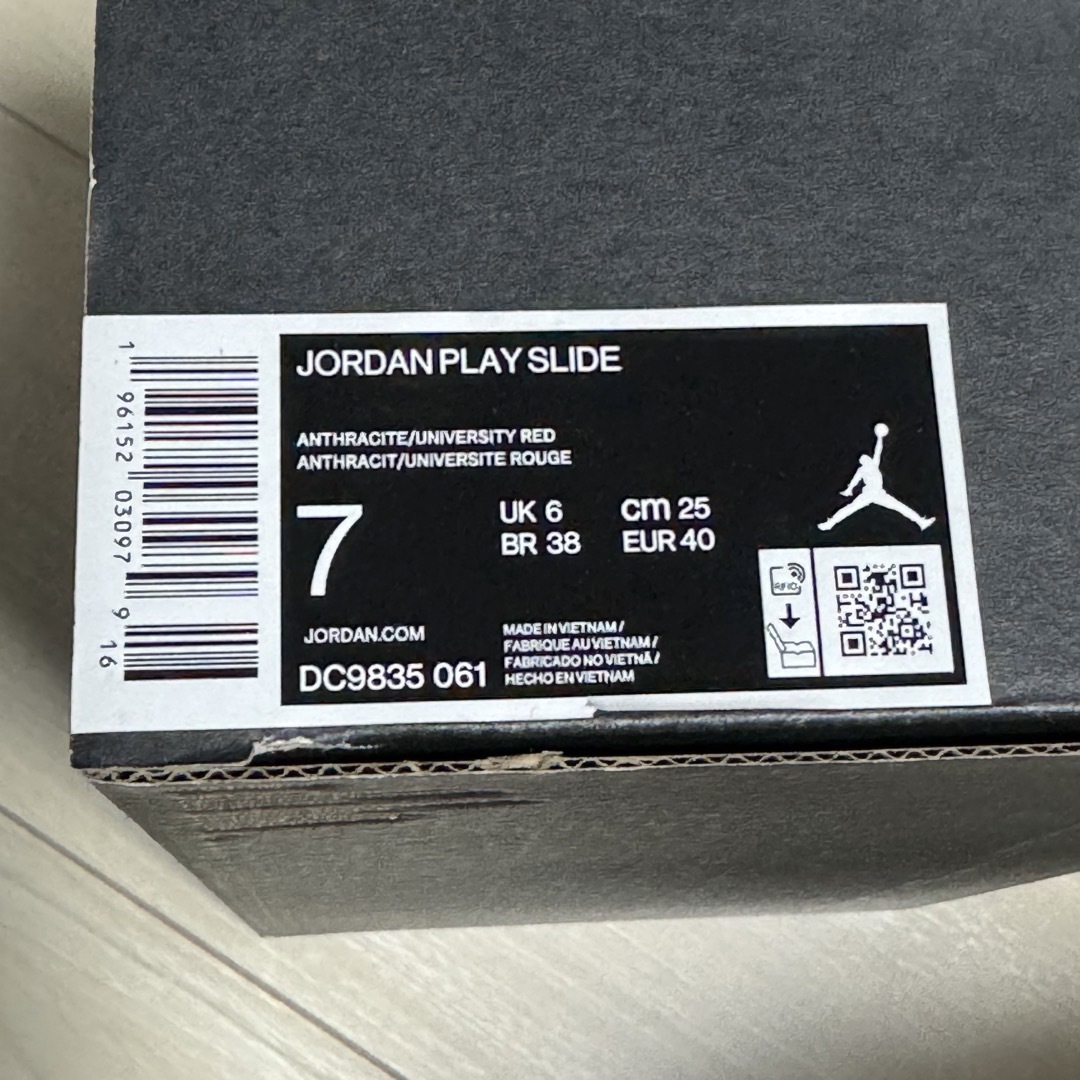 JORDAN PLAY SLIDE
ANTHRACITE/UNIVERSITY RED
ANTHRACIT/UNIVERSITE ROUGE
7
UK 6 cm 25
BR 38 EUR 40
JORDAN.COM
DC9835 061
MADE IN VIETNAM /
FABRIQUE AU VIETNAM /
FABRICADO NO VIETNÃ /
HECHO EN VIETNAM
RFID
1 96152 03097 9 16